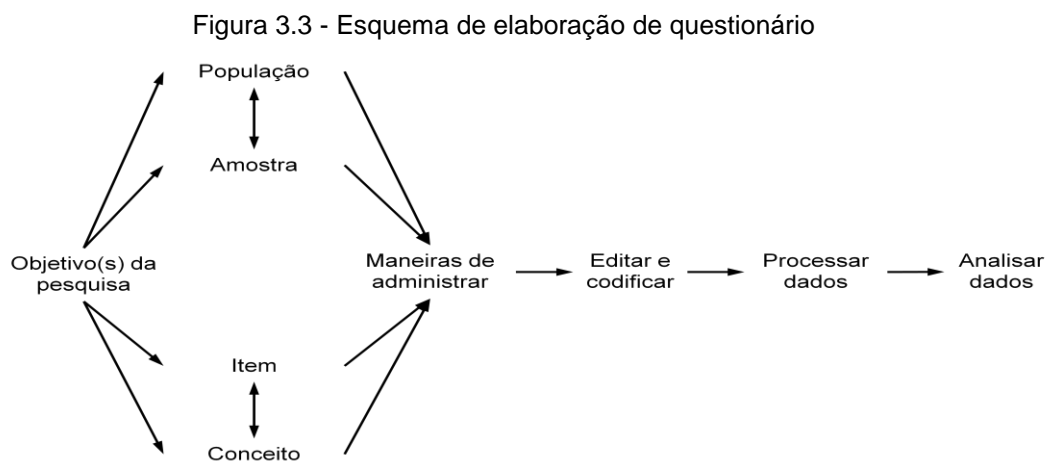 Figura 3.3 - Esquema de elaboração de questionário
População
Amostra
Objetivo(s) da
pesquisa
Maneiras de
administrar
Editar e
codificar
Processar
dados
Analisar
dados
Item
Conceito